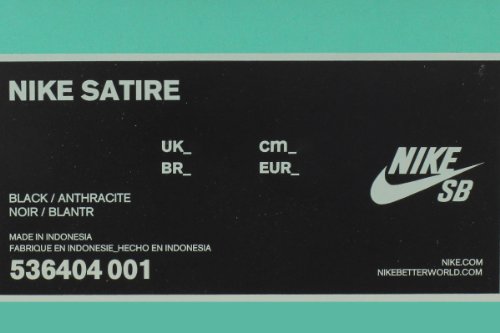 NIKE SATIRE
UK_ cm_
BR_ EUR_
NIKE
SB
BLACK / ANTHRACITE
NOIR / BLANTR
MADE IN INDONESIA
FABRIQUE EN INDONESIE_HECHO EN INDONESIA
536404 001
NIKE.COM
NIKEBETTERWORLD.COM